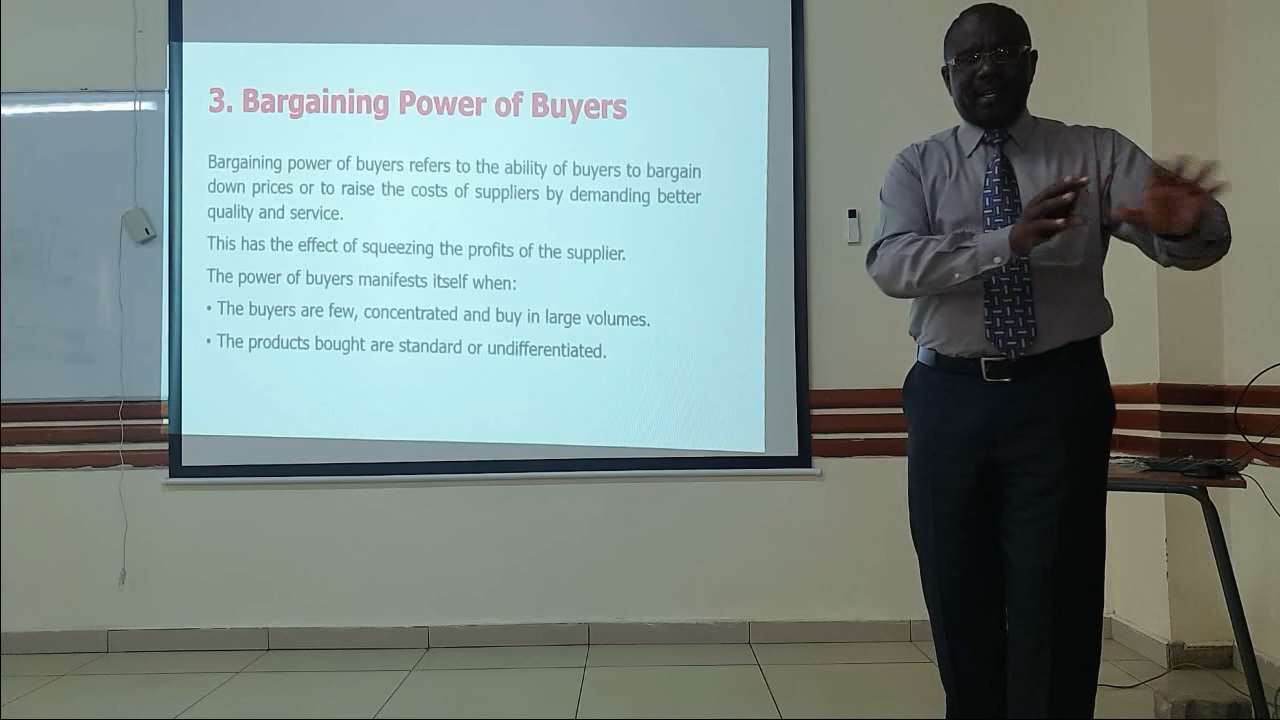 3. Bargaining Power of Buyers
Bargaining power of buyers refers to the ability of buyers to bargain
down prices or to raise the costs of suppliers by demanding better
quality and service.
This has the effect of squeezing the profits of the supplier.
The power of buyers manifests itself when:
• The buyers are few, concentrated and buy in large volumes.
• The products bought are standard or undifferentiated.